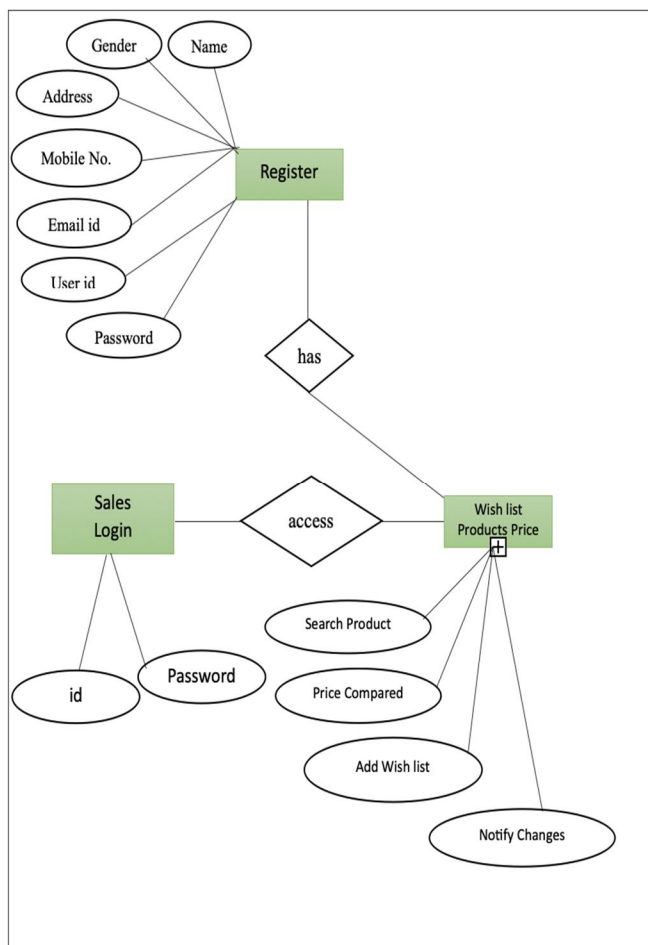 Gender
Name
Address
Mobile No.
Register
Email id
User id
Password
has
Sales
Login
access
Wish list
Products Price
Search Product
Password
id
Price Compared
Add Wish list
Notify Changes